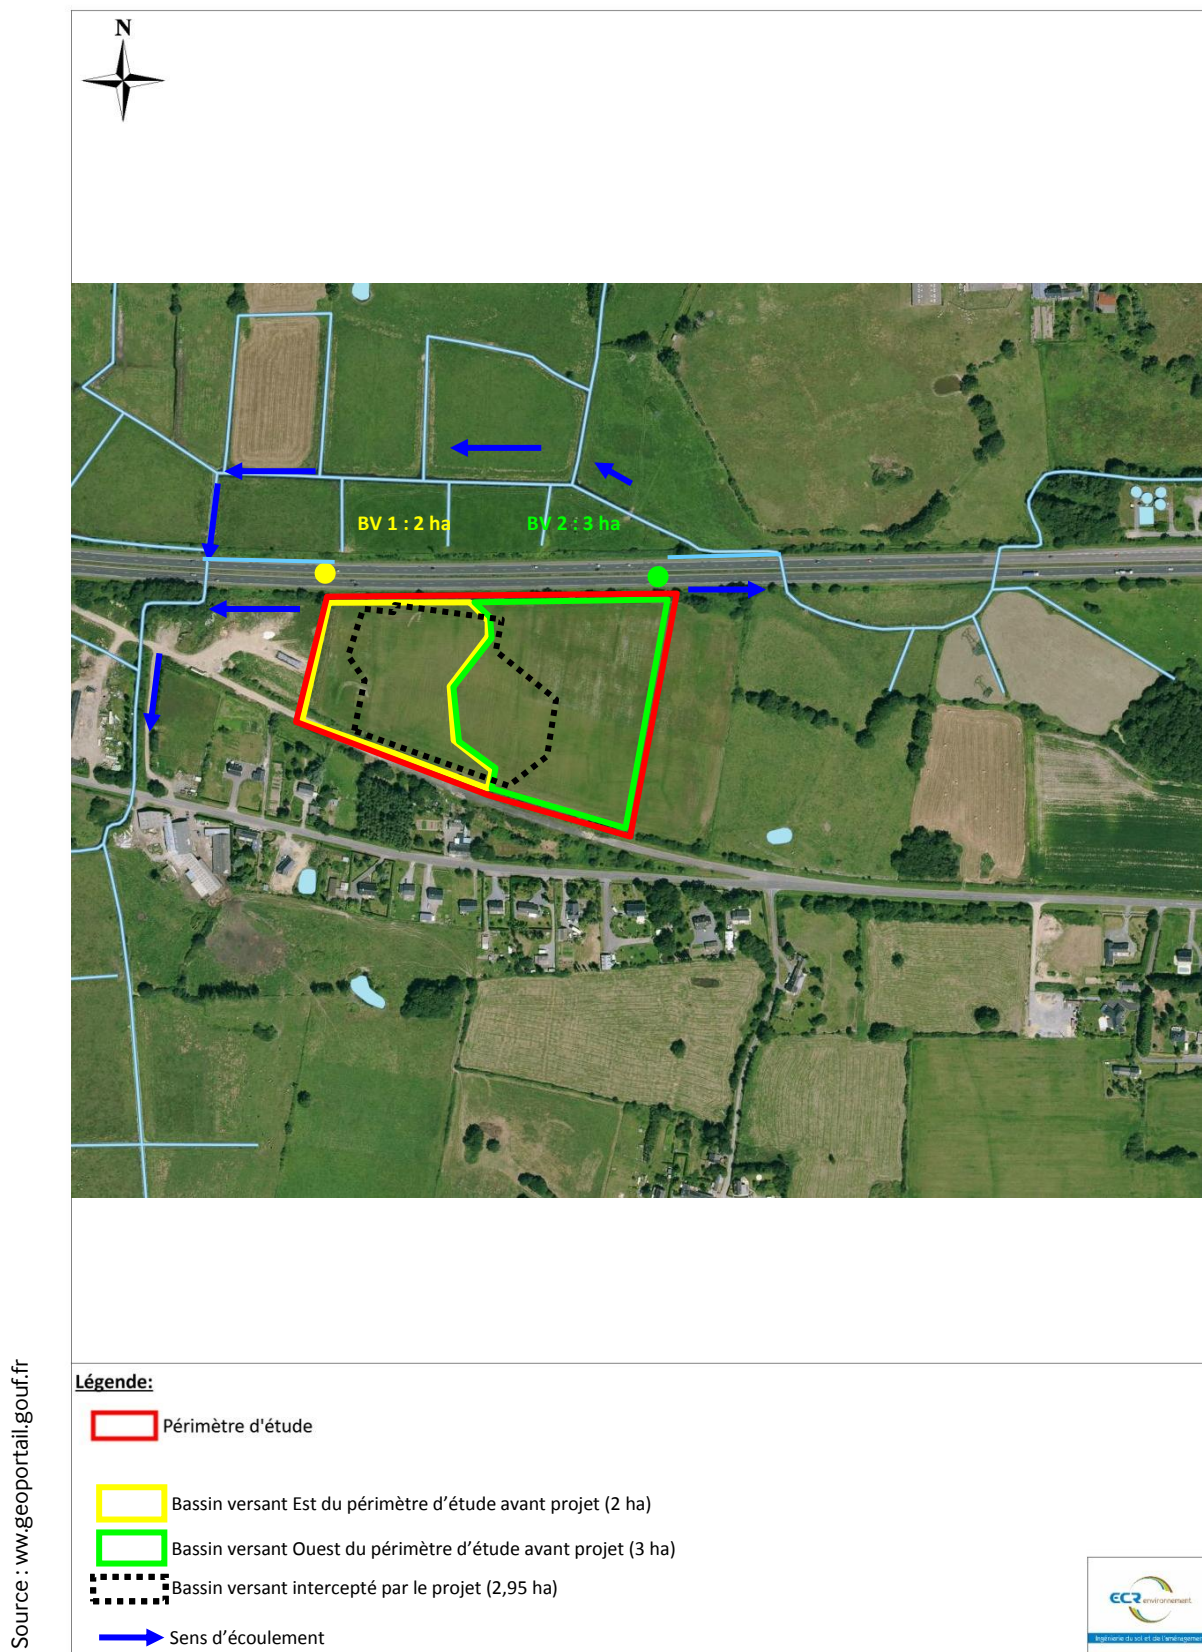 N
BV 1 : 2 ha
BV 2 : 3 ha
Légende:
Périmètre d'étude
Bassin versant Est du périmètre d’étude avant projet (2 ha)
Bassin versant Ouest du périmètre d’étude avant projet (3 ha)
Bassin versant intercepté par le projet (2,95 ha)
Sens d’écoulement
Source : ww.geoportail.gouf.fr
ECR environnement
Ingénierie du sol et de l'aménagement